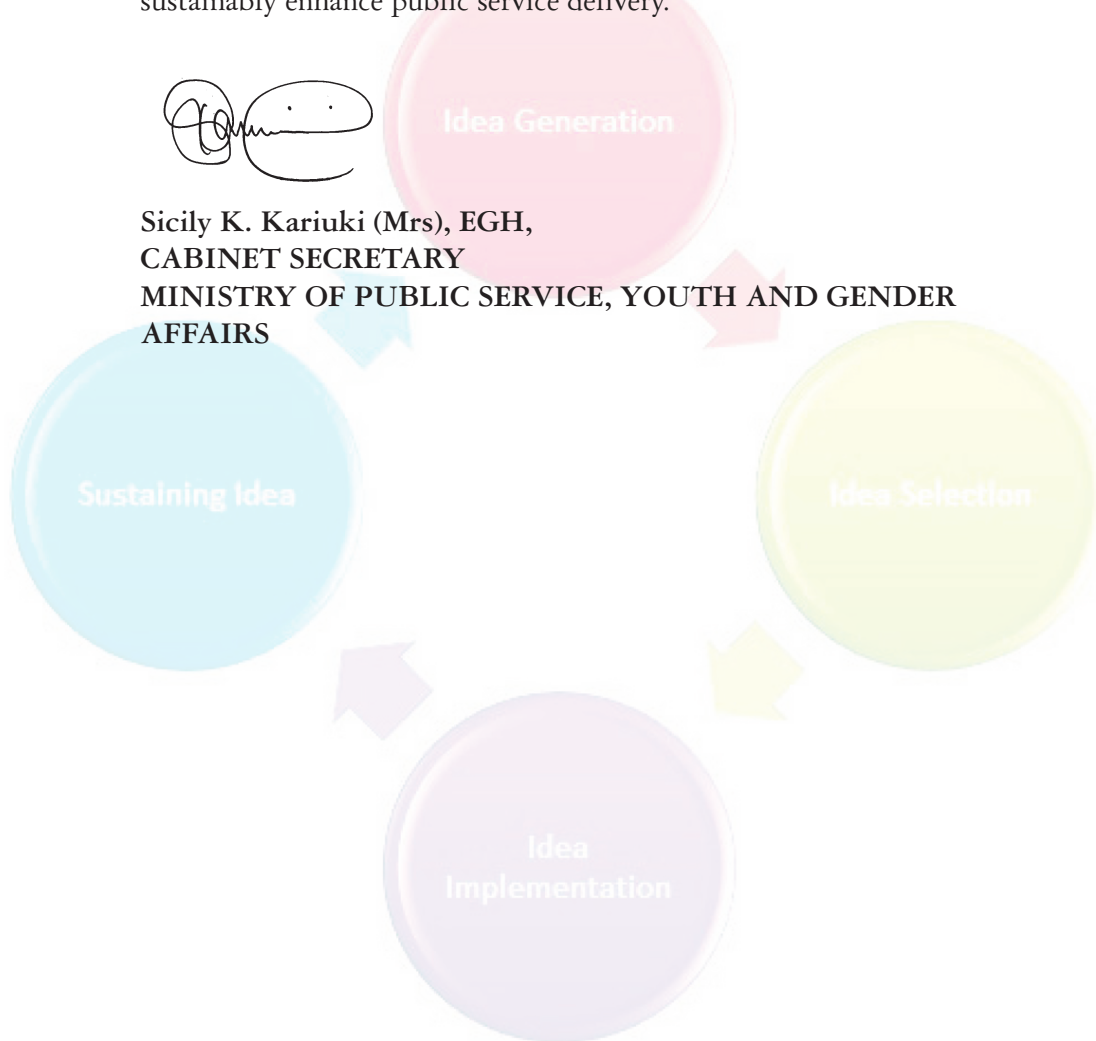 sustainably enhance public service delivery.
Idea Generation
Sicily K. Kariuki (Mrs), EGH,
CABINET SECRETARY
MINISTRY OF PUBLIC SERVICE, YOUTH AND GENDER
AFFAIRS
Sustaining Idea
Idea Selection
Idea
Implementation